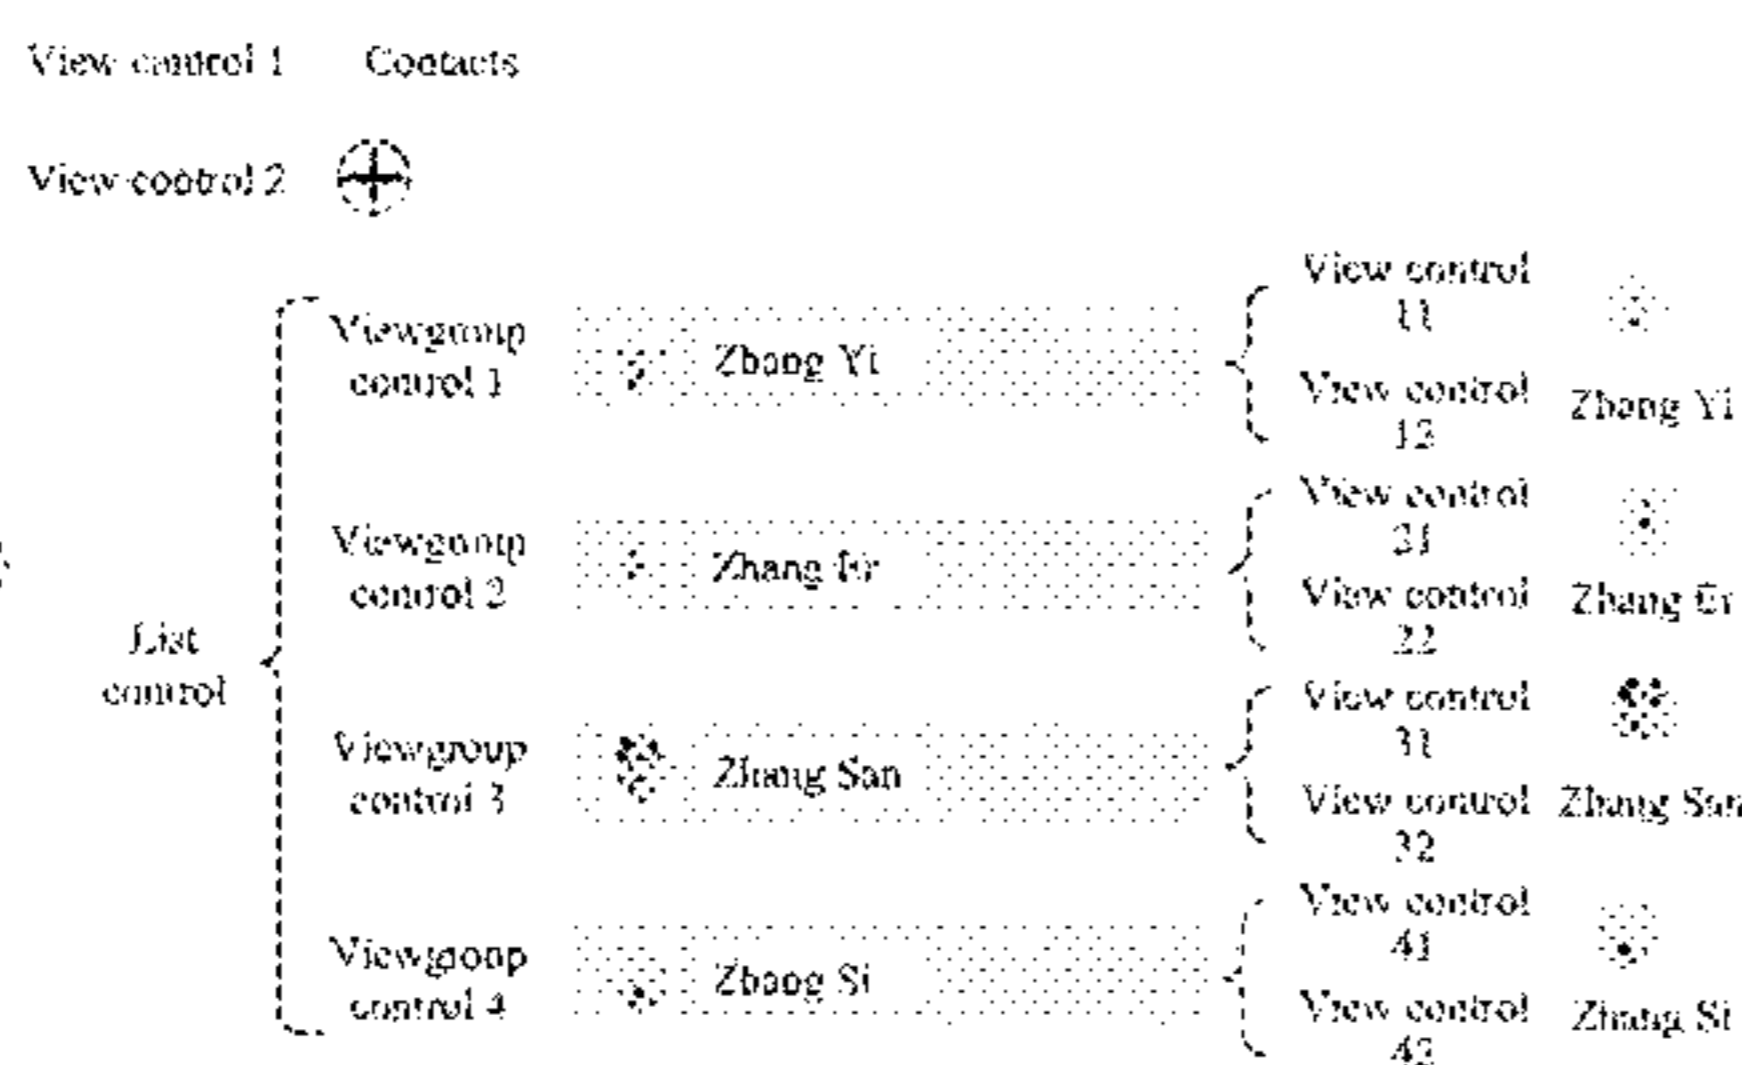 View control 1 Contacts
View control 2
List
control
Viewgroup
control 1
Zhang Yi
View control
11
View control
12
Zhang Yi
Viewgroup
control 2
Zhang Er
View control
21
View control
22
Zhang Er
Viewgroup
control 3
Zhang San
View control
31
View control
32
Zhang San
Viewgroup
control 4
Zhang Si
View control
41
View control
42
Zhang Si